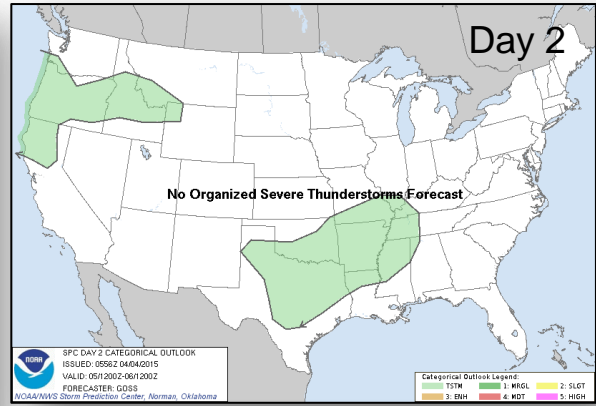 Day 2
No Organized Severe Thunderstorms Forecast
NOAA
SPC DAY 2 CATEGORICAL OUTLOOK
ISSUED: 0556Z 04/04/2015
VALID: 05/1200Z-06/1200Z
FORECASTER: GOSS
NOAA/NWS Storm Prediction Center, Norman, Oklahoma
Categorical Outlook Legend:
TSTM 1: MRGL 2: SLGT
3: ENH 4: MDT 5: HIGH